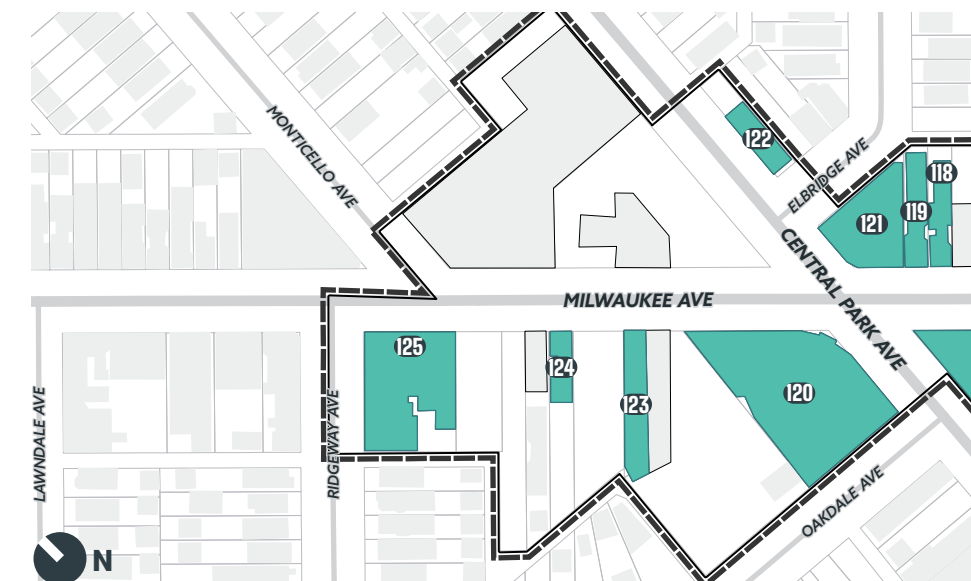 MONTICELLO AVE
122
ELBRIDGE AVE
118
119
121
CENTRAL PARK AVE
MILWAUKEE AVE
125
124
123
120
LAWNDALE AVE
RIDGEWAY AVE
OAKDALE AVE
N